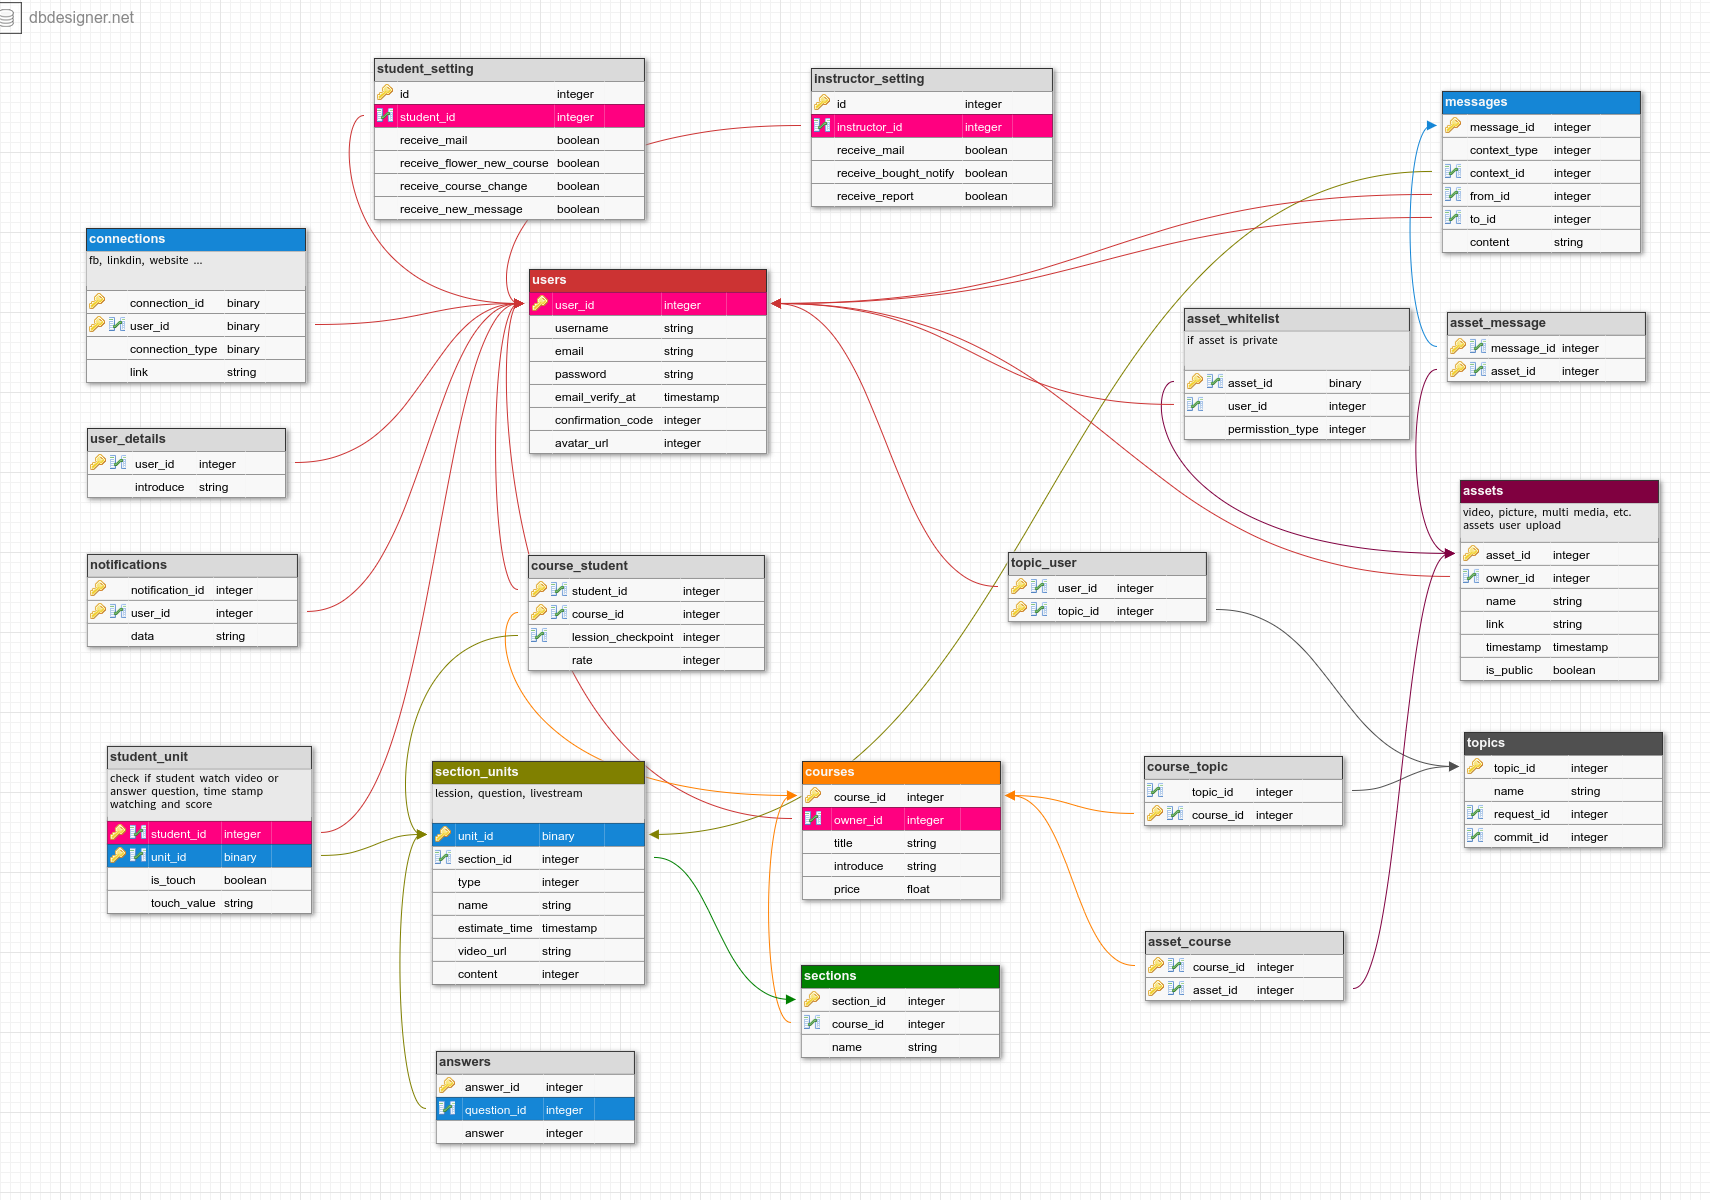 dbdesigner.net
student_setting
id integer
student_id integer
receive_mail boolean
receive_flower_new_course boolean
receive_course_change boolean
receive_new_message boolean
instructor_setting
id integer
instructor_id integer
receive_mail boolean
receive_bought_notify boolean
receive_report boolean
messages
message_id integer
context_type integer
context_id integer
from_id integer
to_id integer
content string
connections
fb, linkdin, website ...
connection_id binary
user_id binary
connection_type binary
link string
users
user_id integer
username string
email string
password string
email_verify_at timestamp
confirmation_code integer
avatar_url integer
asset_whitelist
if asset is private
asset_id binary
user_id integer
permisstion_type integer
asset_message
message_id integer
asset_id integer
user_details
user_id integer
introduce string
assets
video, picture, multi media, etc.
assets user upload
asset_id integer
owner_id integer
name string
link string
timestamp timestamp
is_public boolean
notifications
notification_id integer
user_id integer
data string
course_student
student_id integer
course_id integer
lession_checkpoint integer
rate integer
topic_user
user_id integer
topic_id integer
student_unit
check if student watch video or
answer question, time stamp
watching and score
student_id integer
unit_id binary
is_touch boolean
touch_value string
section_units
lession, question, livestream
unit_id binary
section_id integer
type integer
name string
estimate_time timestamp
video_url string
content integer
courses
course_id integer
owner_id integer
title string
introduce string
price float
course_topic
topic_id integer
course_id integer
topics
topic_id integer
name string
request_id integer
commit_id integer
asset_course
course_id integer
asset_id integer
sections
section_id integer
course_id integer
name string
answers
answer_id integer
question_id integer
answer integer